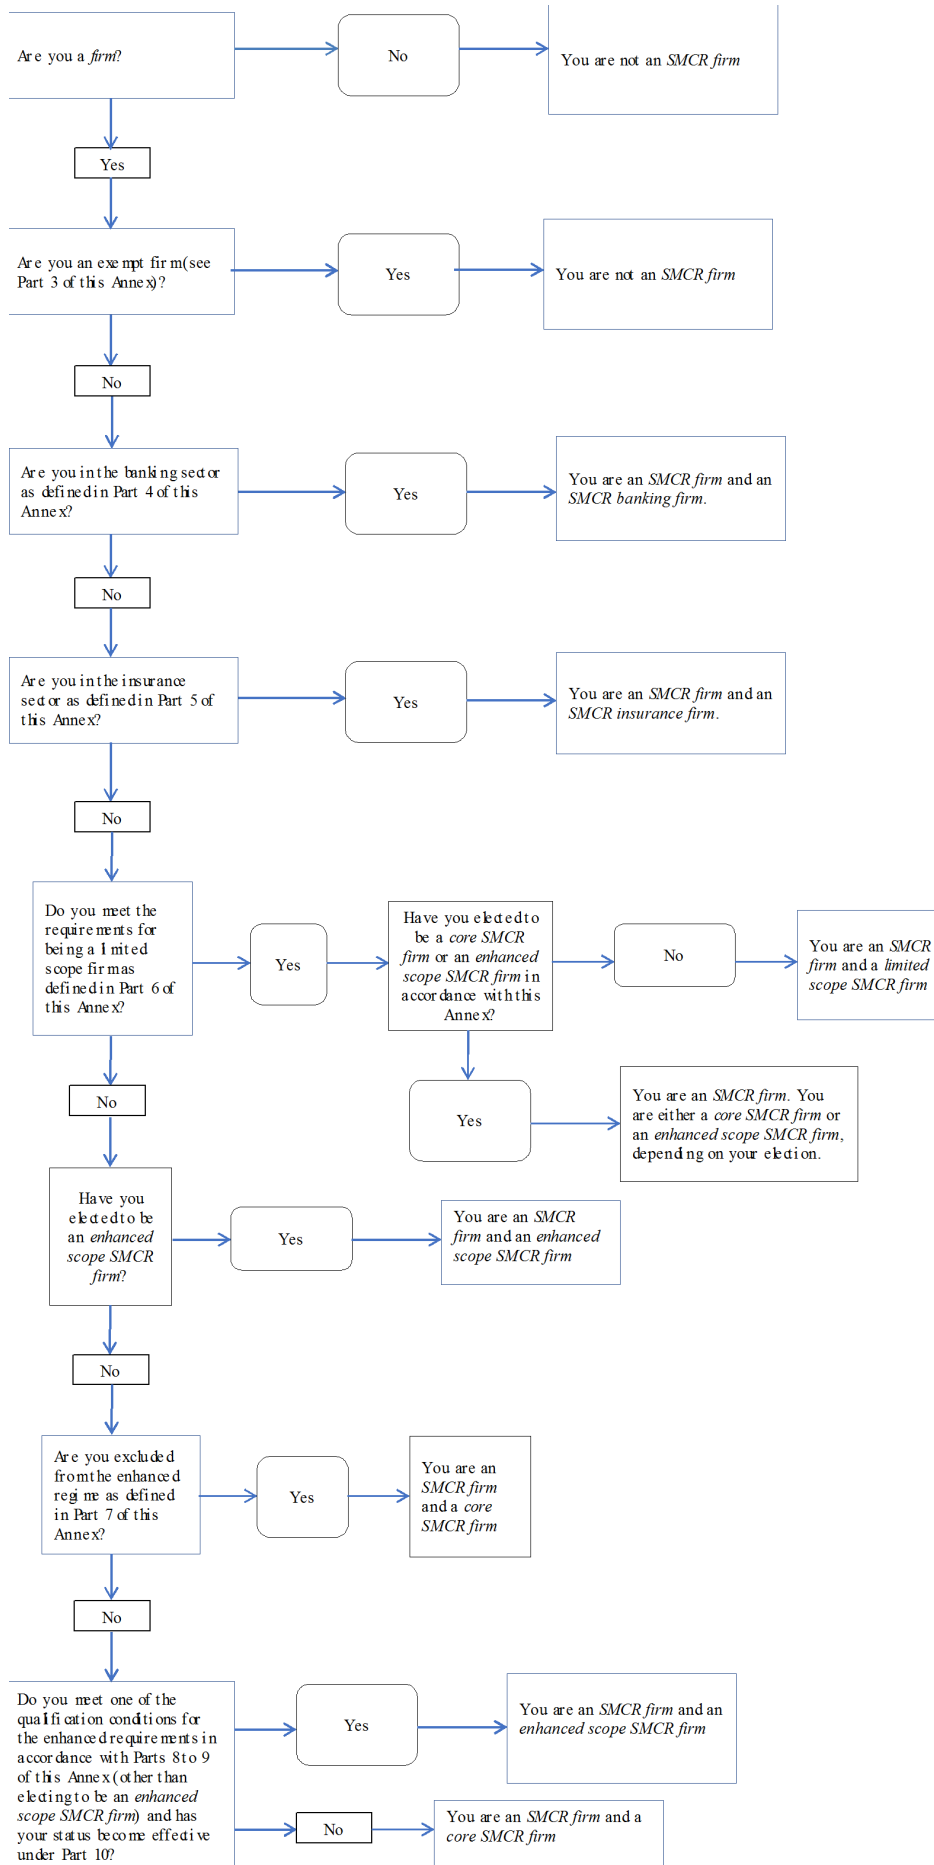 Are you a firm?
No
You are not an SMCR firm
Yes
Are you an exempt firm (see
Part 3 of this Annex)?
Yes
You are not an SMCR firm
No
Are you in the banking sector
as defined in Part 4 of this
Annex?
Yes
You are an SMCR firm and an
SMCR banking firm.
No
Are you in the insurance
sector as defined in Part 5 of
this Annex?
Yes
You are an SMCR firm and an
SMCR insurance firm.
No
Do you meet the
requirements for
being a limited
scope firm as
defined in Part 6 of
this Annex?
Yes
Have you elected to
be a core SMCR
firm or an enhanced
scope SMCR firm in
accordance with this
Annex?
No
You are an SMCR
firm and a limited
scope SMCR firm
Yes
You are an SMCR firm. You
are either a core SMCR firm or
an enhanced scope SMCR firm,
depending on your election.
No
Have you
elected to be
an enhanced
scope SMCR
firm?
Yes
You are an SMCR
firm and an enhanced
scope SMCR firm
No
Are you excluded
from the enhanced
regime as defined
in Part 7 of this
Annex?
Yes
You are an
SMCR firm
and a core
SMCR firm
No
Do you meet one of the
qualification conditions for
the enhanced requirements in
accordance with Parts 8 to 9
of this Annex (other than
electing to be an enhanced
scope SMCR firm) and has
your status become effective
under Part 10?
Yes
You are an SMCR firm and an
enhanced scope SMCR firm
No
You are an SMCR firm and a
core SMCR firm